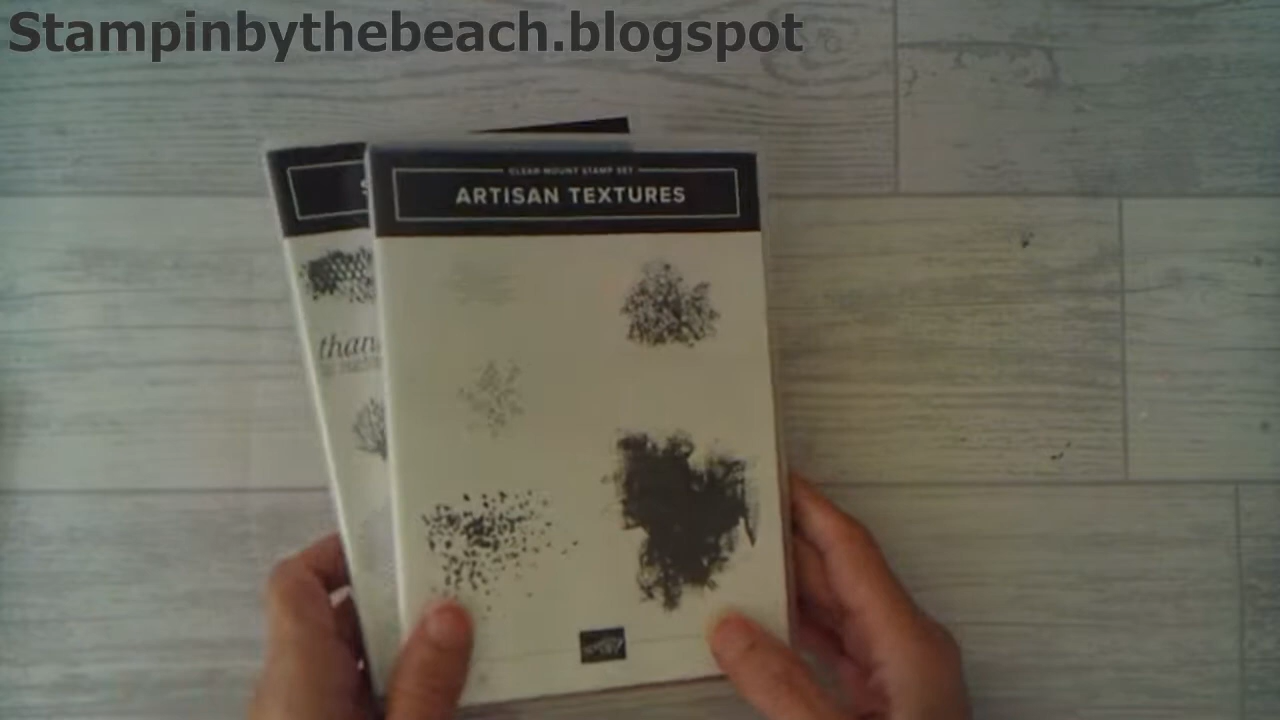 Stampinbythebeach.blogspot
CLEAR MOUNT STAMP SET
ARTISAN TEXTURES
than